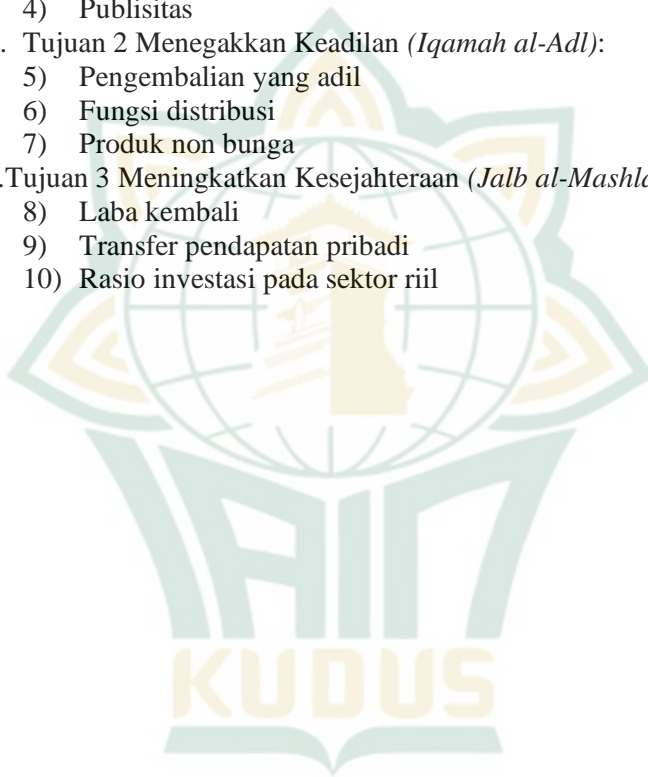 4) Publisitas
. Tujuan 2 Menegakkan Keadilan (Iqamah al-Adl):
5) Pengembalian yang adil
6) Fungsi distribusi
7) Produk non bunga
.Tujuan 3 Meningkatkan Kesejahteraan (Jalb al-Mashla
8) Laba kembali
9) Transfer pendapatan pribadi
10) Rasio investasi pada sektor riil
IAIN
KUDUS